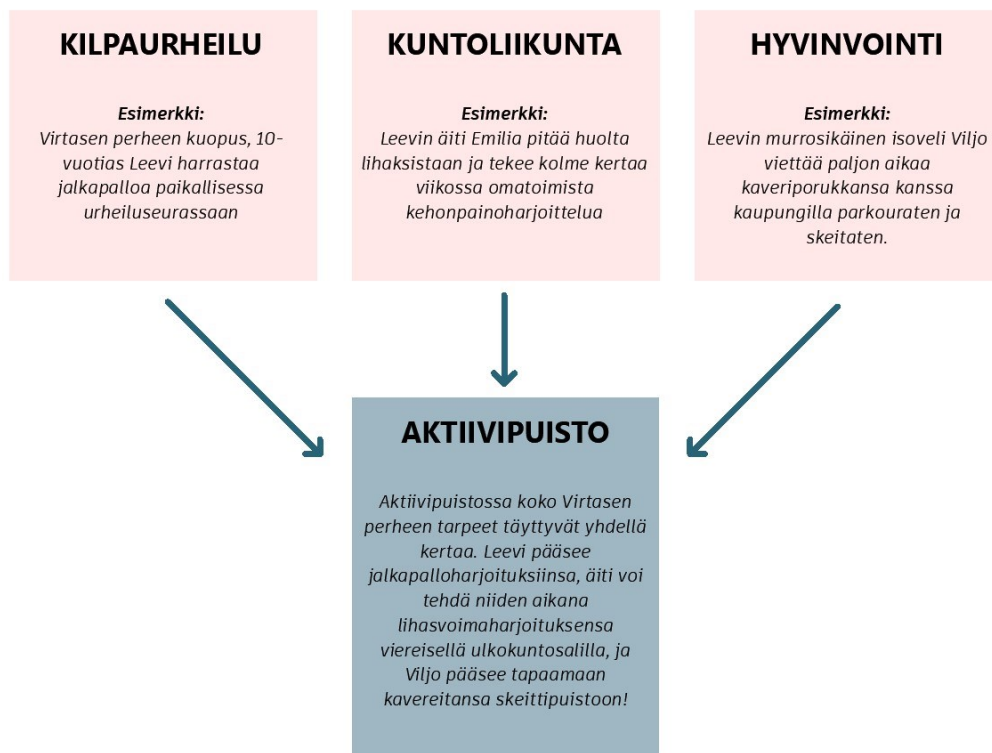 KILPAURHEILU
Esimerkki:
Virtasen perheen kuopus, 10-
vuotias Leevi harrastaa
jalkapalloa paikallisessa
urheiluseurassaan
KUNTOLIIKUNTA
Esimerkki:
Leevin äiti Emilia pitää huolta
lihaksistaan ja tekee kolme kertaa
viikossa omatoimista
kehonpainoharjoittelua
HYVINVOINTI
Esimerkki:
Leevin murrosikäinen isoveli Viljo
viettää paljon aikaa
kaveriporukkansa kanssa
kaupungilla parkouraten ja
skeitaten.
AKTIIVIPUISTO
Aktiivipuistossa koko Virtasen
perheen tarpeet täyttyvät yhdellä
kertaa. Leevi pääsee
jalkapalloharjoituksiinsa, äiti voi
tehdä niiden aikana
lihasvoimaharjoituksensa
viereisellä ulkokuntosalilla, ja
Viljo pääsee tapaamaan
kavereitansa skeittipuistoon!